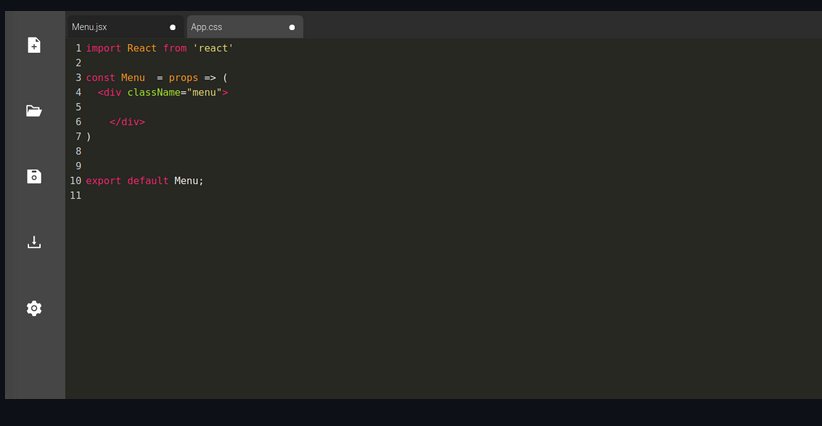 Menu.jsx
App.css
1 import React from 'react'
2
3 const Menu  = props => (
4   <div className="menu">
5
6     </div>
7 )
8
9
10 export default Menu;
11